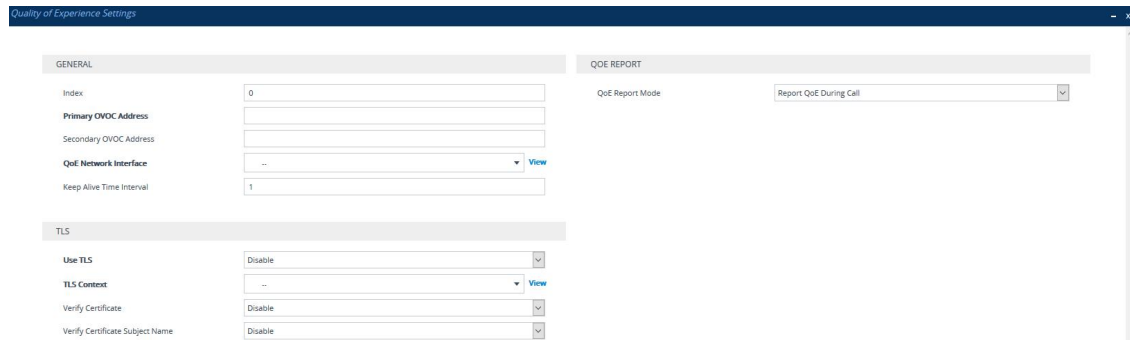 Quality of Experience Settings
– x
GENERAL
Index 0
Primary OVOC Address
Secondary OVOC Address
QoE Network Interface -- View
Keep Alive Time Interval 1
TLS
Use TLS Disable
TLS Context -- View
Verify Certificate Disable
Verify Certificate Subject Name Disable
QOE REPORT
QoE Report Mode Report QoE During Call